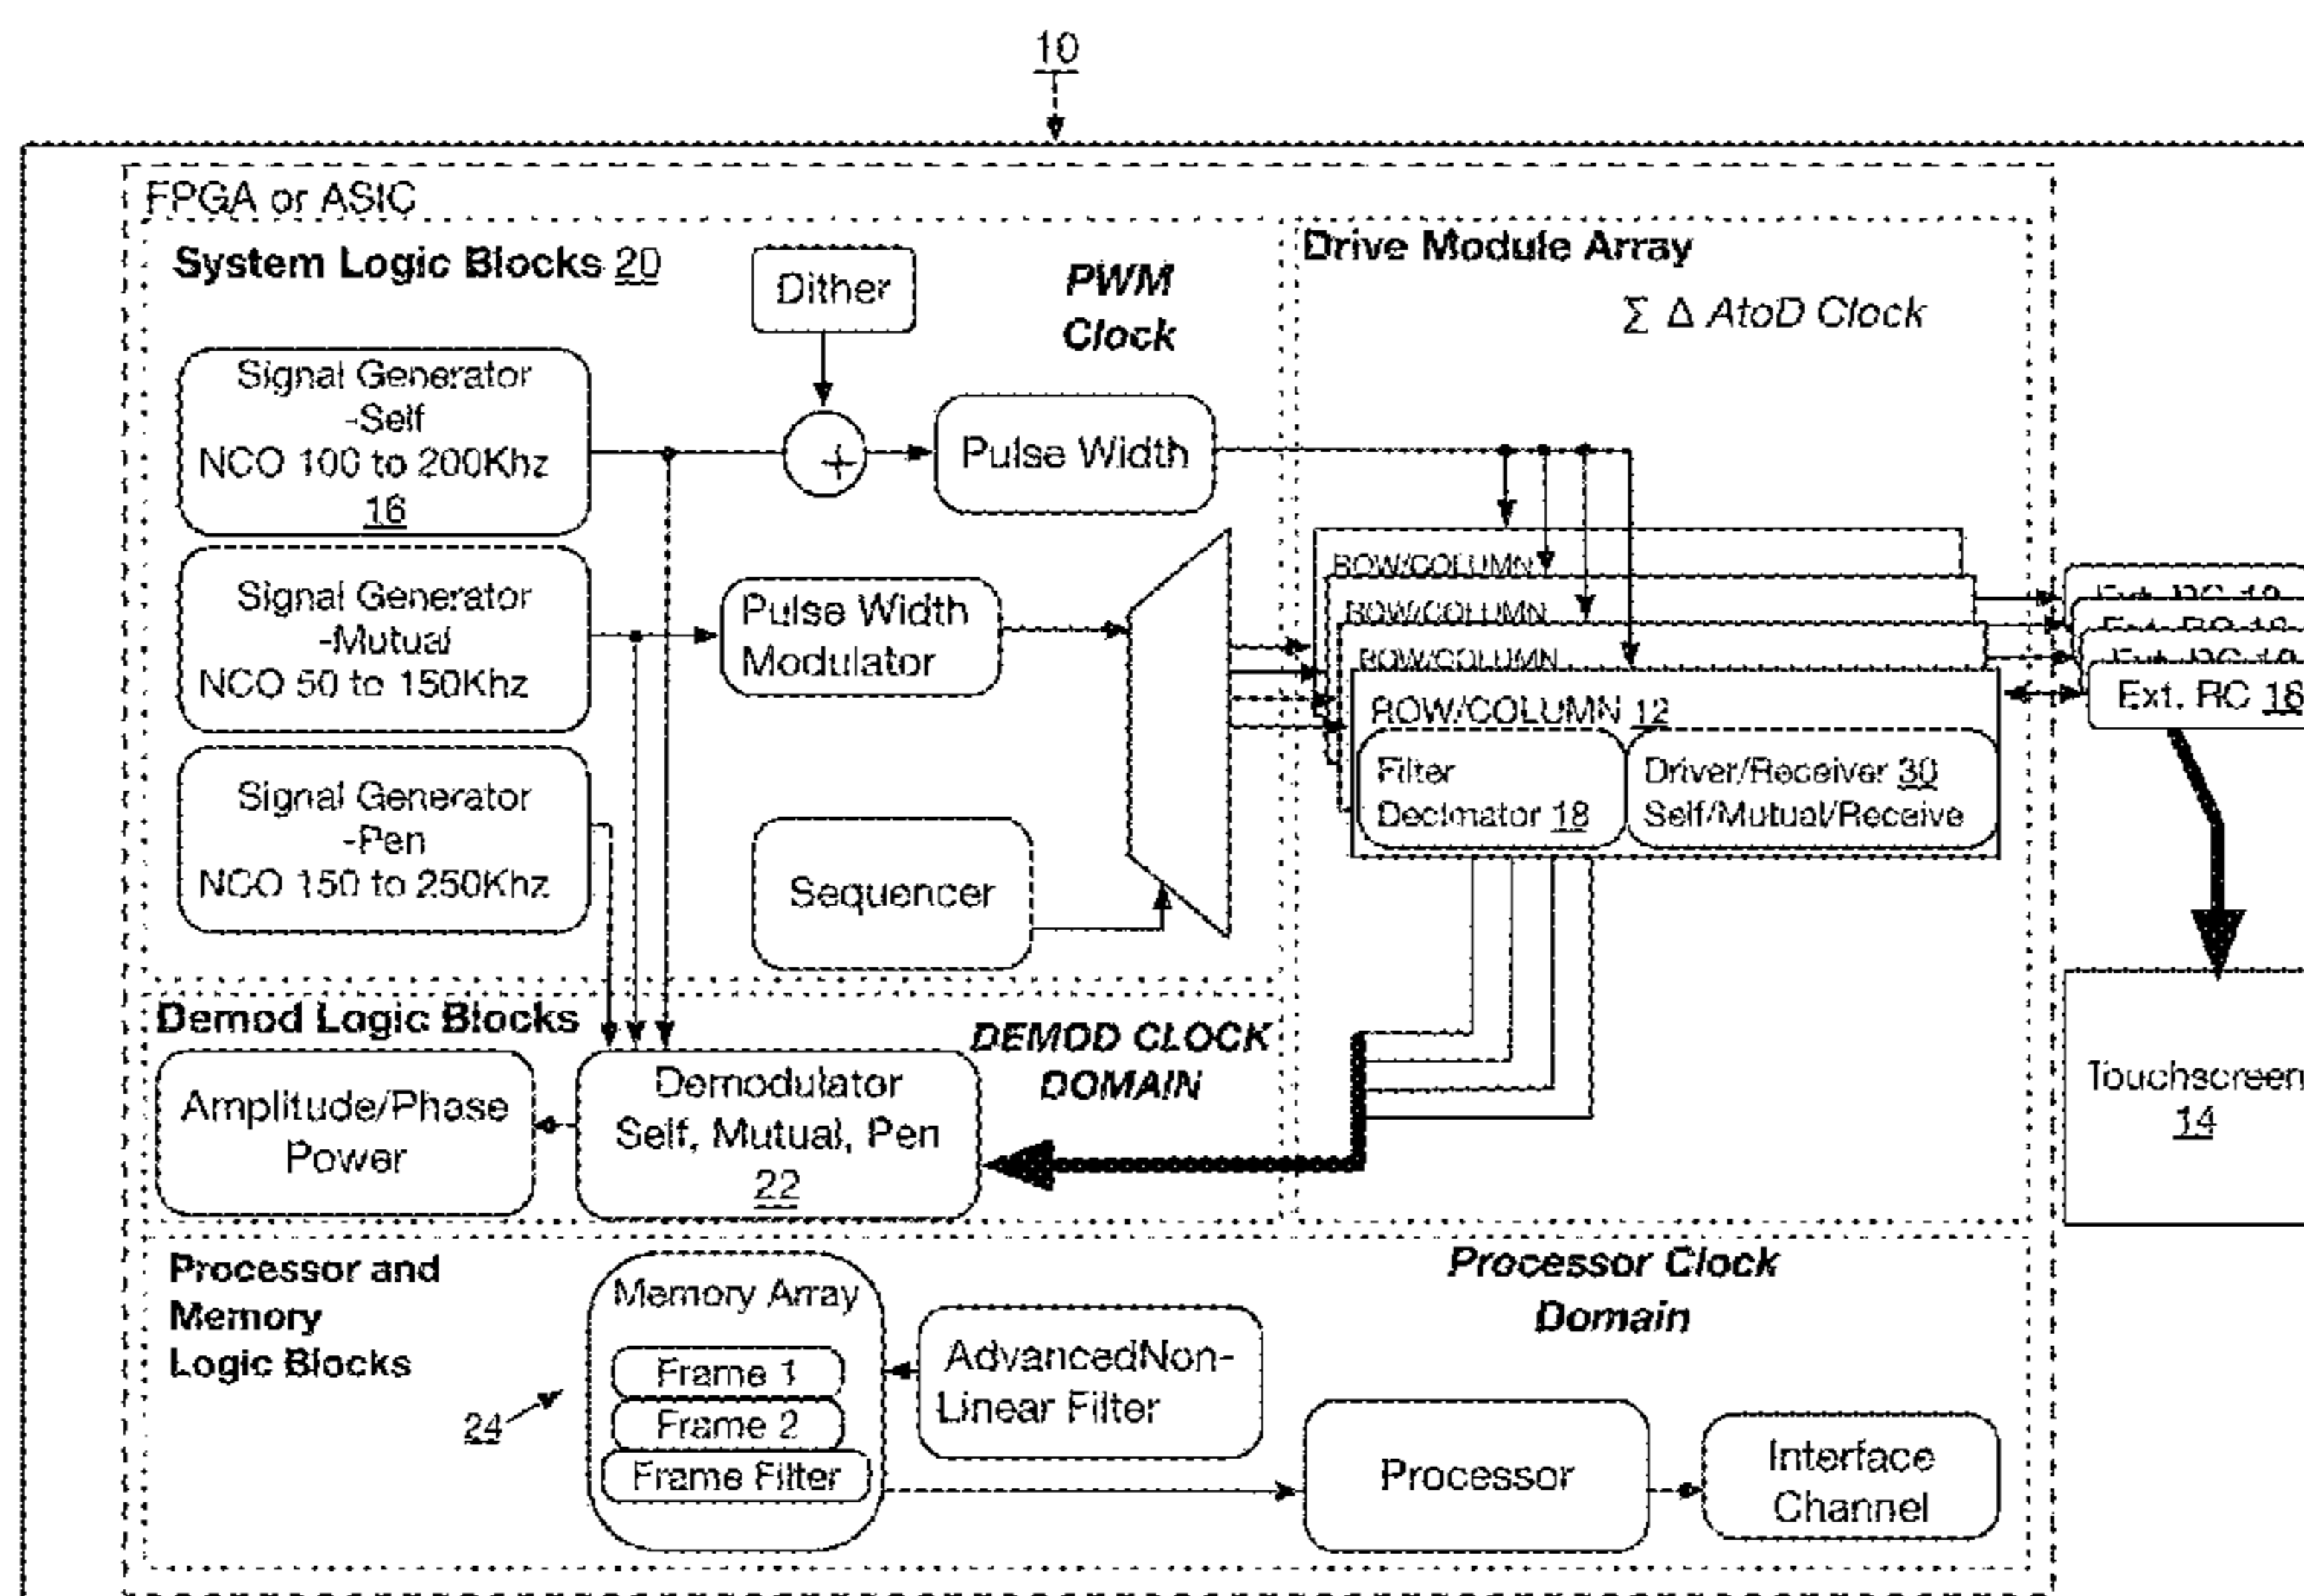 10
FPGA or ASIC
System Logic Blocks 20
Dither
PWM
Clock
Drive Module Array
∑ Δ AtoD Clock
Signal Generator
-Self
NCO 100 to 200Khz
16
Pulse Width
Signal Generator
-Mutual
NCO 50 to 150Khz
Pulse Width
Modulator
ROW/COLUMN
ROW/COLUMN
ROW/COLUMN
ROW/COLUMN 12
Filter
Decimator 18
Driver/Receiver 30
Self/Mutual/Receive
Ext. RC
Signal Generator
-Pen
NCO 150 to 250Khz
Sequencer
Demod Logic Blocks
DEMOD CLOCK
DOMAIN
Amplitude/Phase
Power
Demodulator
Self, Mutual, Pen
22
Touchscreen
14
Processor and
Memory
Logic Blocks
24
Memory Array
Frame 1
Frame 2
Frame Filter
AdvancedNon-
Linear Filter
Processor Clock
Domain
Processor
Interface
Channel